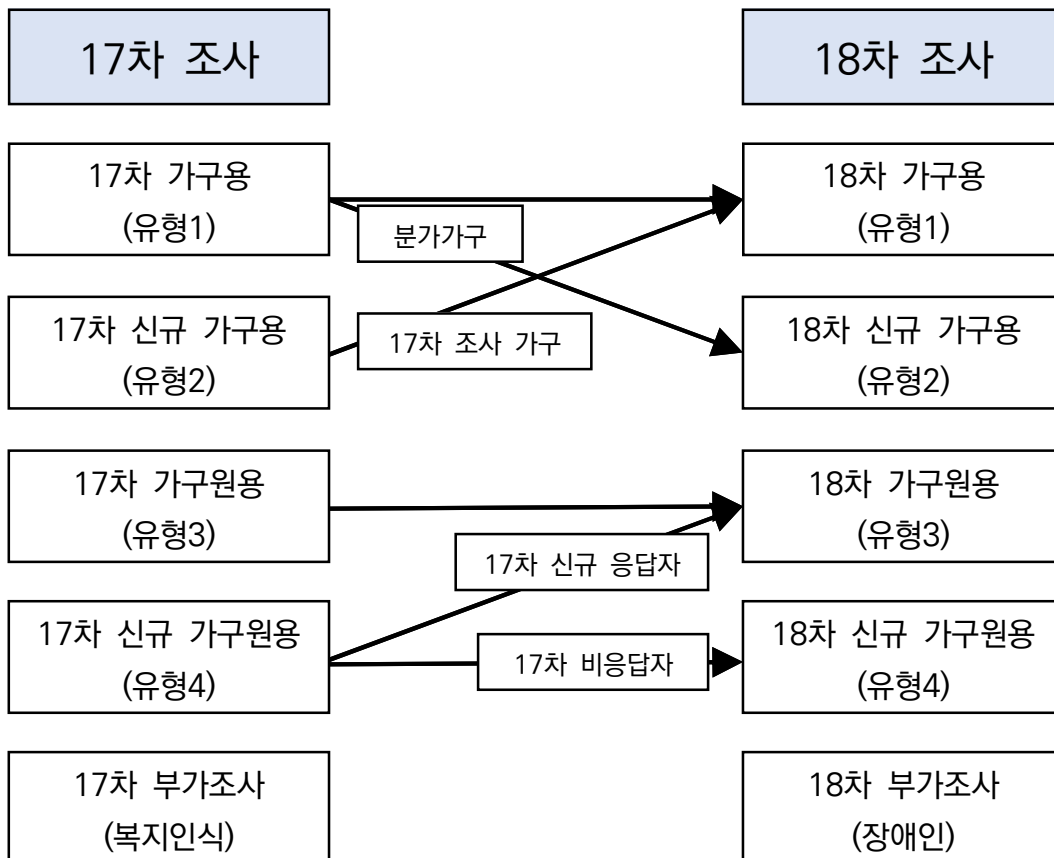 17차 조사
18차 조사
17차 가구용
(유형1)
18차 가구용
(유형1)
분가가구
17차 신규 가구용
(유형2)
17차 조사 가구
18차 신규 가구용
(유형2)
17차 가구원용
(유형3)
18차 가구원용
(유형3)
17차 신규 응답자
17차 신규 가구원용
(유형4)
17차 비응답자
18차 신규 가구원용
(유형4)
17차 부가조사
(복지인식)
18차 부가조사
(장애인)